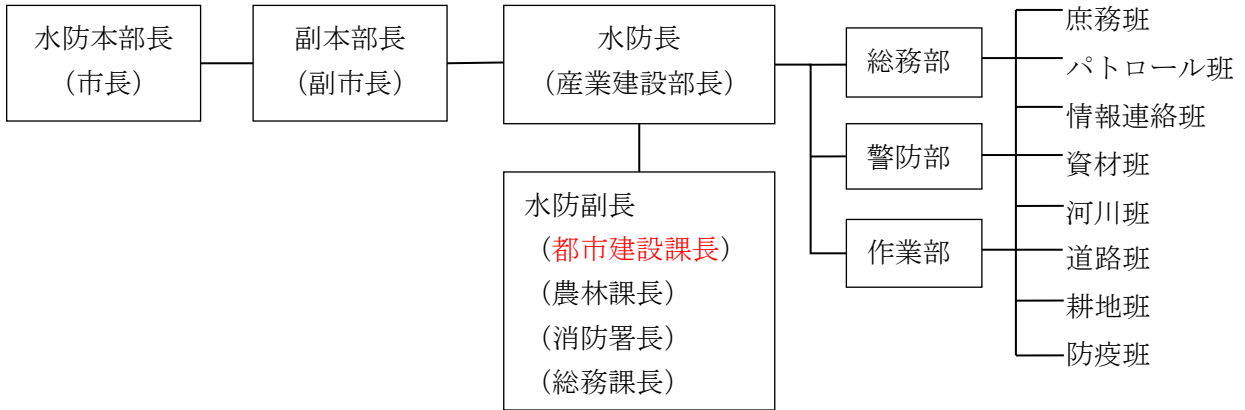 水防本部長
（市長）
副本部長
（副市長）
水防長
（産業建設部長）
水防副長
（都市建設課長）
（農林課長）
（消防署長）
（総務課長）
総務部
警防部
作業部
庶務班
パトロール班
情報連絡班
資材班
河川班
道路班
耕地班
防疫班